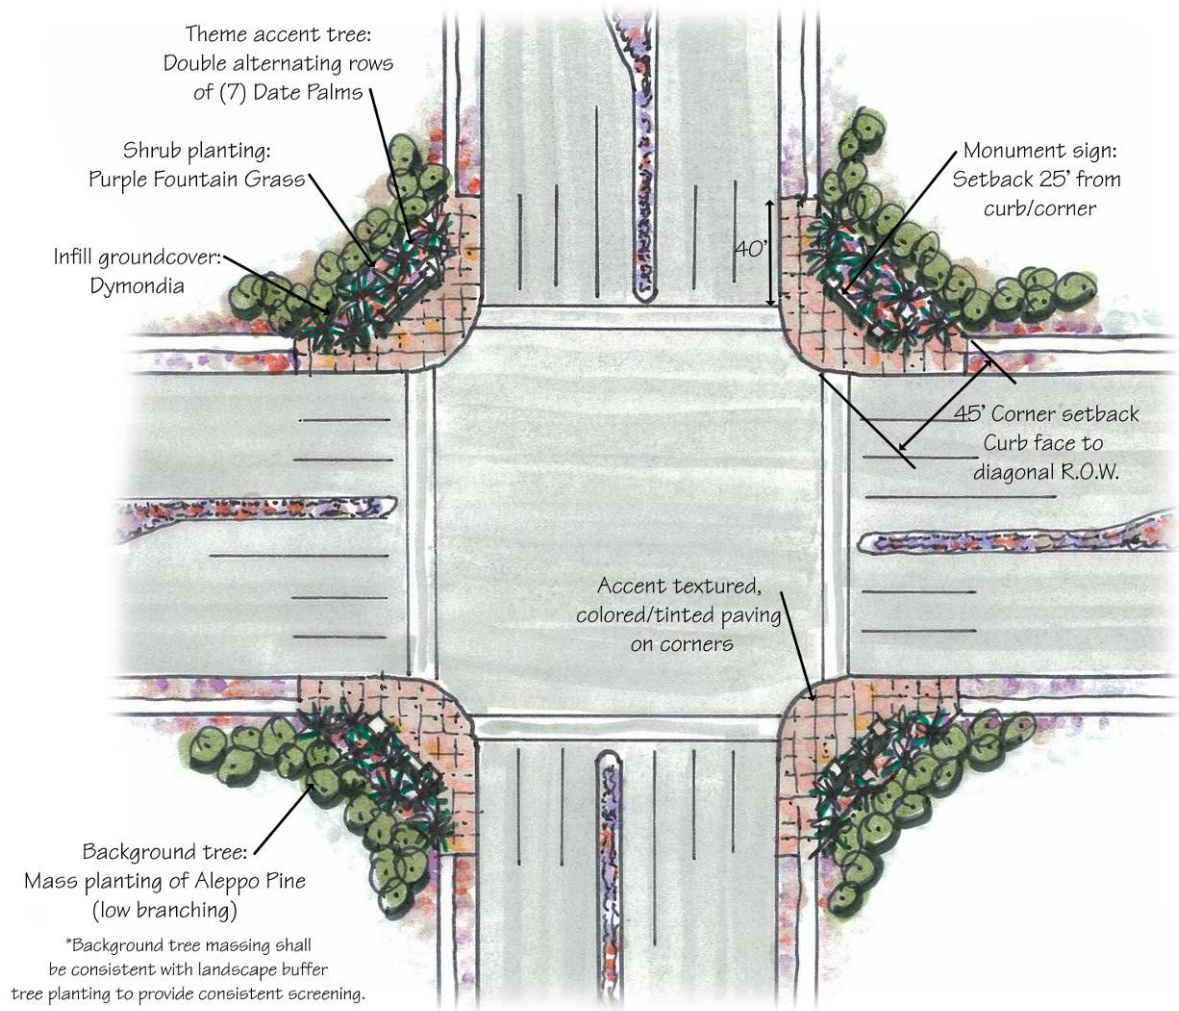 Theme accent tree:
Double alternating rows
of (7) Date Palms
Shrub planting:
Purple Fountain Grass
Infill groundcover:
Dymondia
Monument sign:
Setback 25' from
curb/corner
40'
45' Corner setback
Curb face to
diagonal R.O.W.
Accent textured,
colored/tinted paving
on corners
Background tree:
Mass planting of Aleppo Pine
(low branching)
*Background tree massing shall
be consistent with landscape buffer
tree planting to provide consistent screening.